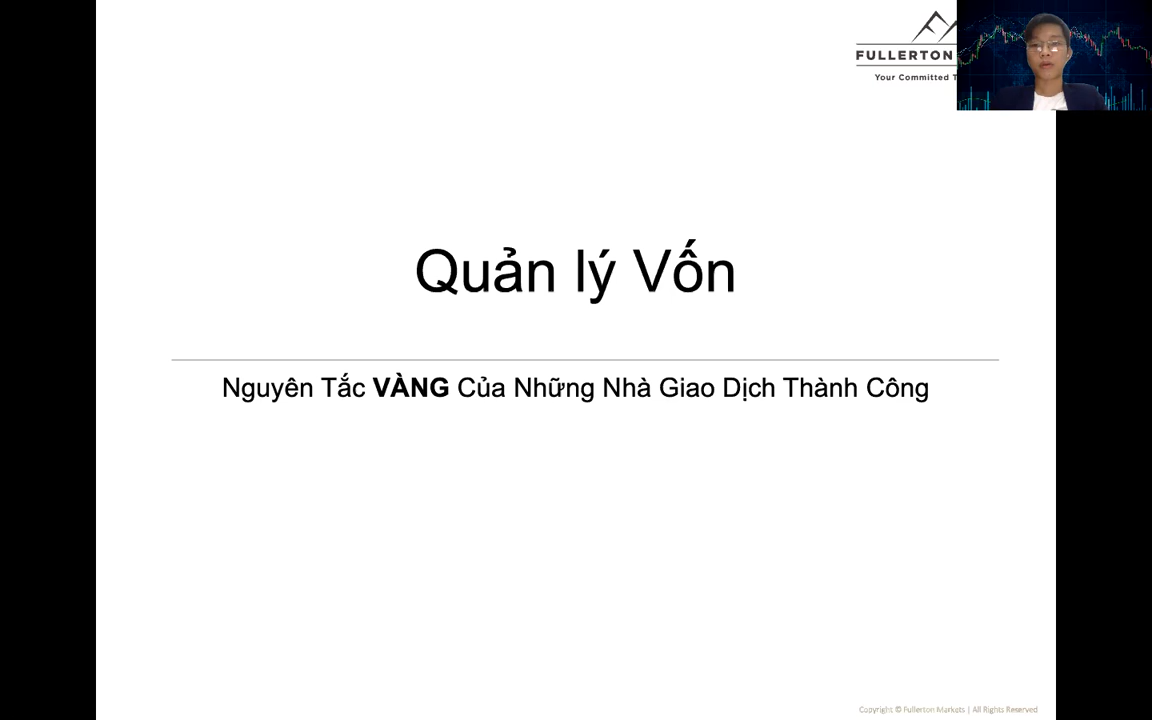 FULLERTON
Your Committed
Quản lý Vốn
Nguyên Tắc VÀNG Của Những Nhà Giao Dịch Thành Công
Copyright © Fullerton Markets | All Rights Reserved